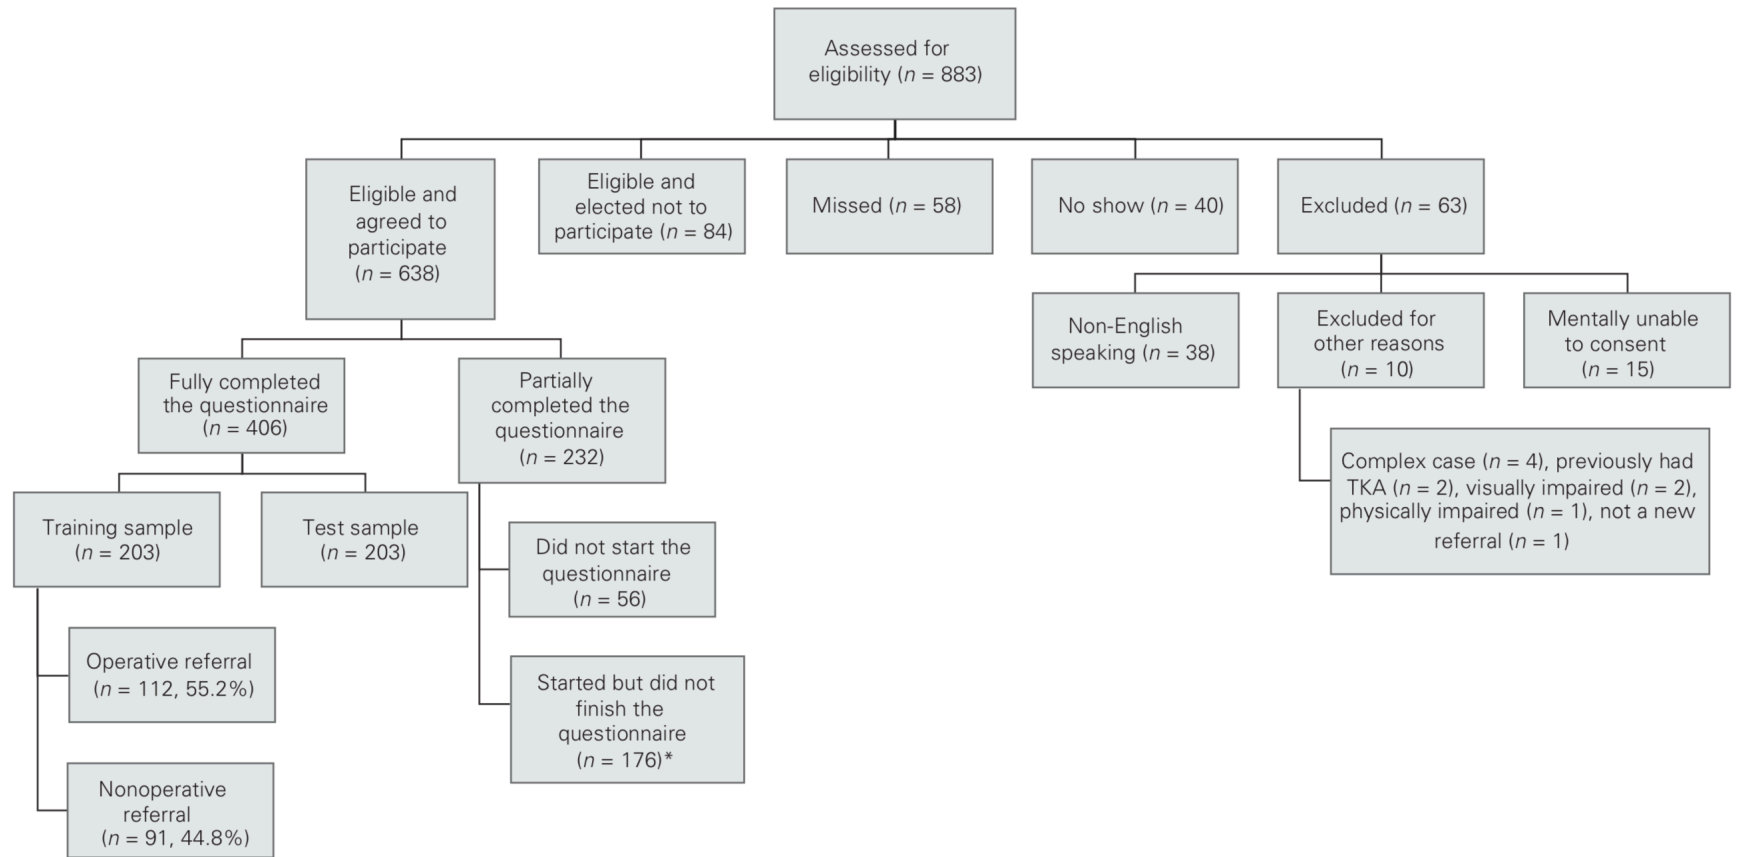 Assessed for
eligibility (n = 883)
Eligible and
agreed to
participate
(n = 638)
Eligible and
elected not to
participate (n = 84)
Missed (n = 58)
No show (n = 40)
Excluded (n = 63)
Non-English
speaking (n = 38)
Excluded for
other reasons
(n = 10)
Mentally unable
to consent
(n = 15)
Complex case (n = 4), previously had
TKA (n = 2), visually impaired (n = 2),
physically impaired (n = 1), not a new
referral (n = 1)
Fully completed
the questionnaire
(n = 406)
Partially
completed the
questionnaire
(n = 232)
Training sample
(n = 203)
Test sample
(n = 203)
Did not start the
questionnaire
(n = 56)
Started but did not
finish the
questionnaire
(n = 176)*
Operative referral
(n = 112, 55.2%)
Nonoperative
referral
(n = 91, 44.8%)